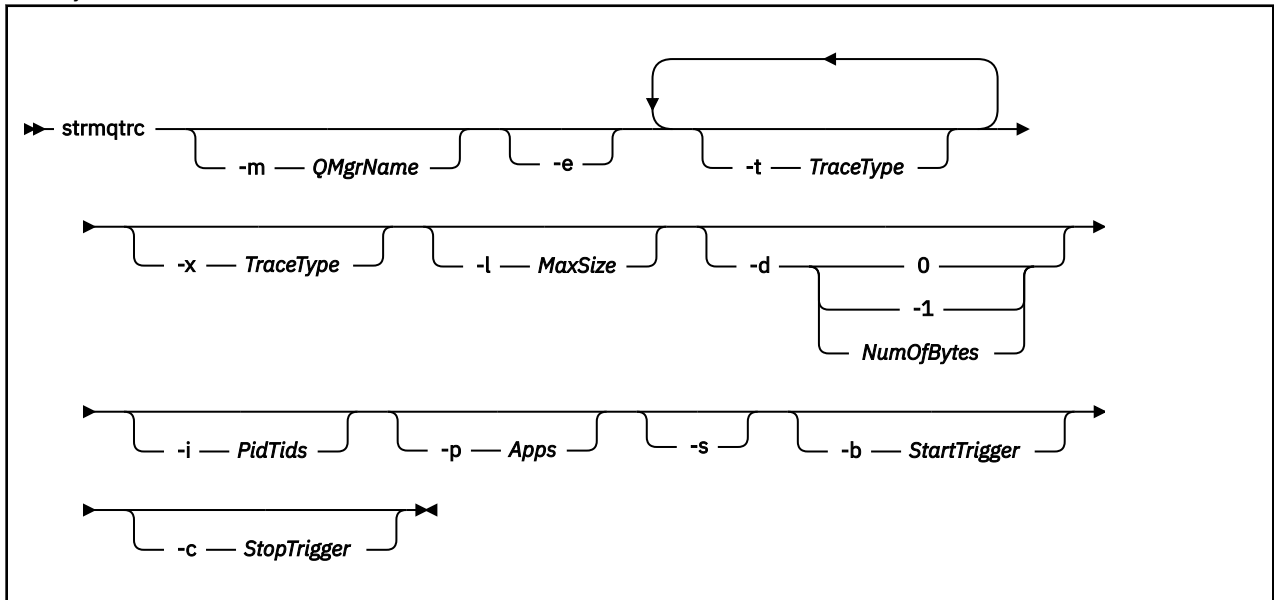 strmqtrc
-m QMgrName
-e
-t TraceType
-x TraceType
-l MaxSize
-d
0
-1
NumOfBytes
-i PidTids
-p Apps
-s
-b StartTrigger
-c StopTrigger